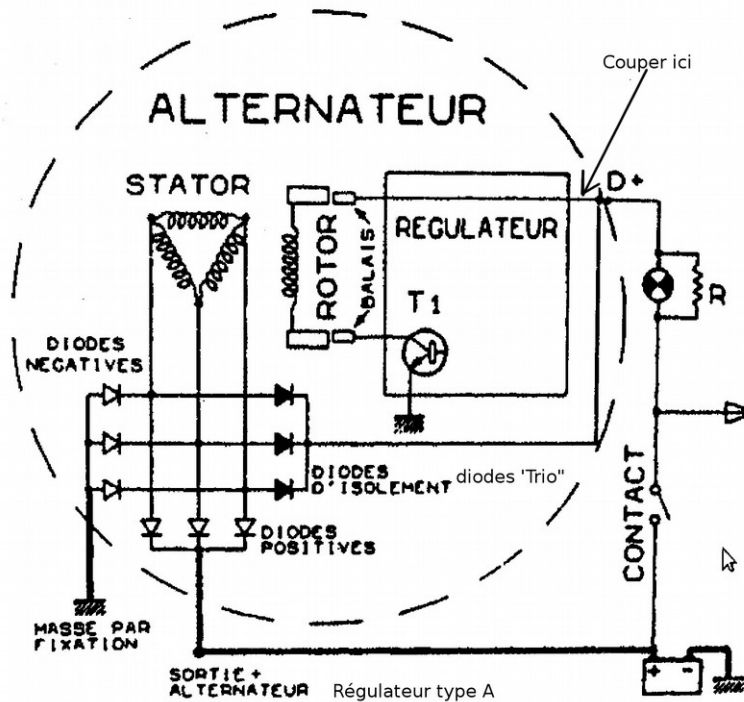 Couper ici
ALTERNATEUR
STATOR
D+
ROTOR
BALAIS
REGULATEUR
T1
R
DIODES
NEGATIVES
DIODES
D'ISOLEMENT
diodes 'Trio"
DIODES
POSITIVES
CONTACT
MASSE PAR
FIXATION
SORTIE+
ALTERNATEUR
Régulateur type A
+ -